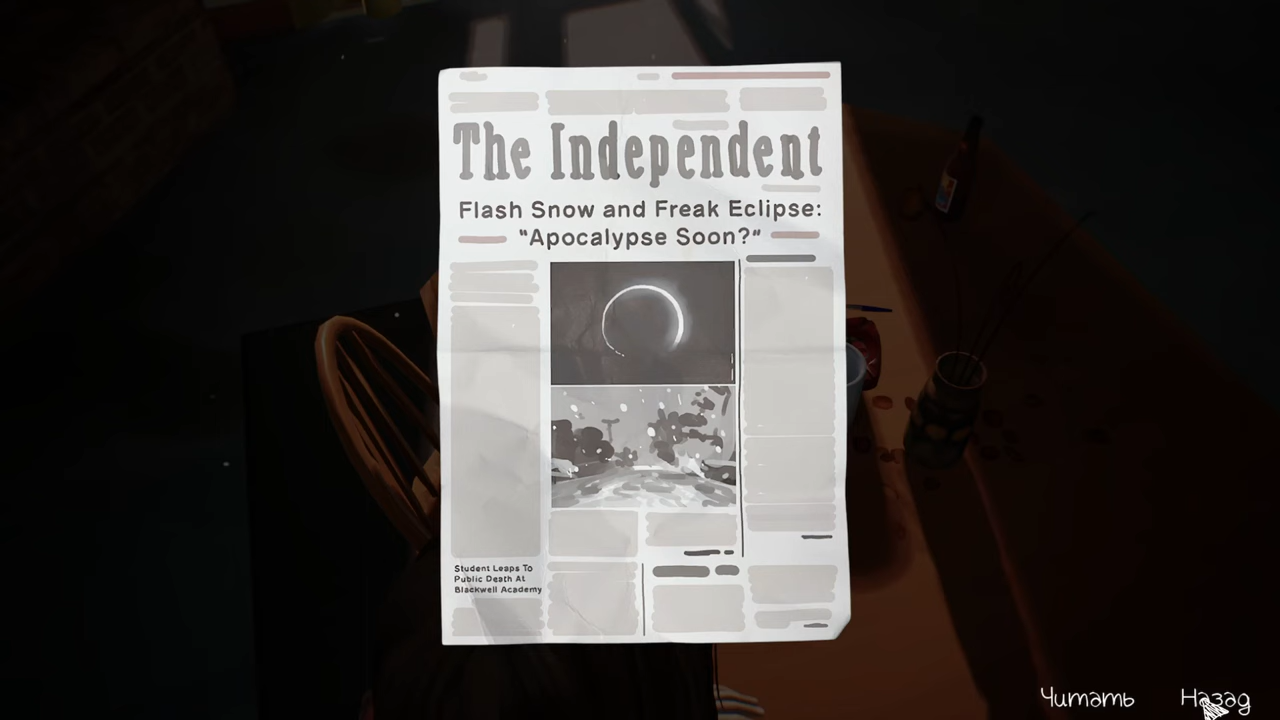 The Independent
Flash Snow and Freak Eclipse:
"Apocalypse Soon?"
Student Leaps To
Public Death At
Blackwell Academy
Читать Назад